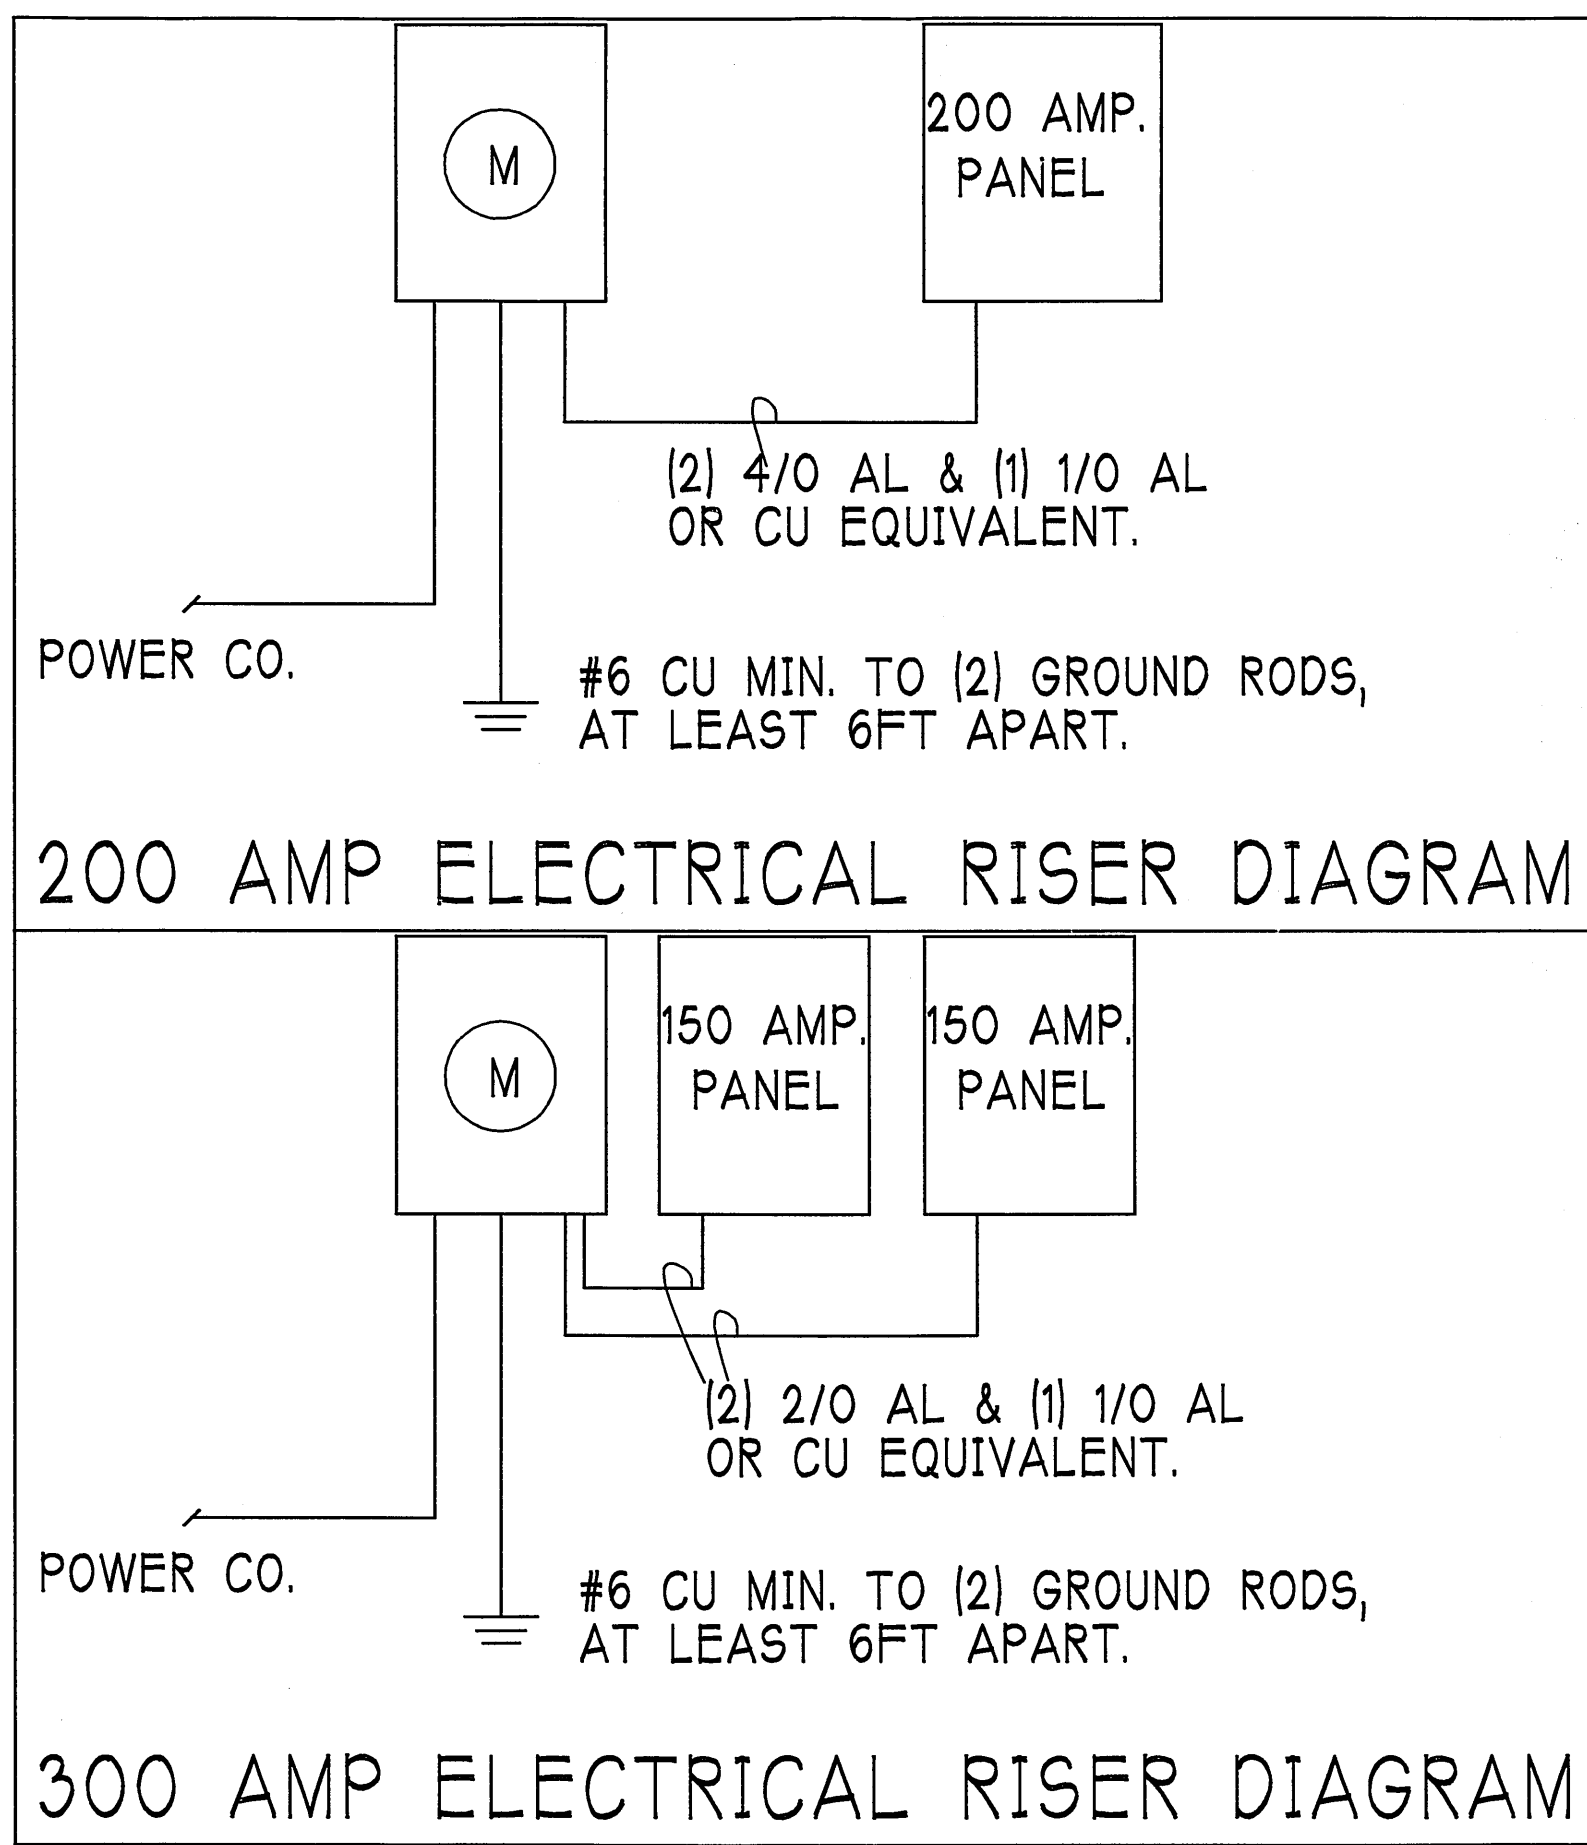 M
200 AMP.
PANEL
(2) 4/0 AL & (1) 1/0 AL
OR CU EQUIVALENT.
POWER CO.
#6 CU MIN. TO (2) GROUND RODS,
AT LEAST 6FT APART.
200 AMP ELECTRICAL RISER DIAGRAM
M
150 AMP.
PANEL
150 AMP.
PANEL
(2) 2/0 AL & (1) 1/0 AL
OR CU EQUIVALENT.
POWER CO.
#6 CU MIN. TO (2) GROUND RODS,
AT LEAST 6FT APART.
300 AMP ELECTRICAL RISER DIAGRAM